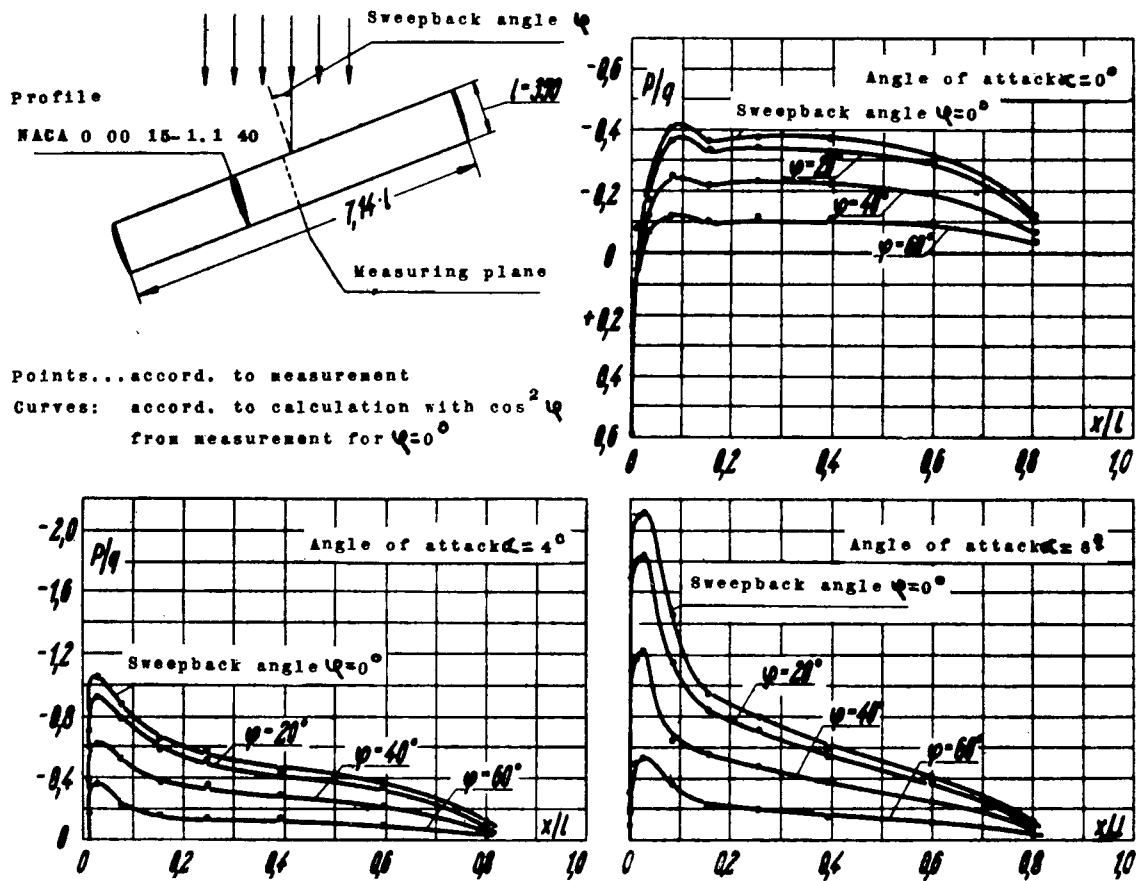 Sweepback angle φ
Profile
NACA 0 00 15-1.1 40
l=350
7,14·l
Measuring plane
Points...accord. to measurement
Curves: accord. to calculation with cos² φ
from measurement for φ=0°
-0,6
p/q
Angle of attack α=0°
Sweepback angle φ=0°
-0,4
φ=20°
-0,2
φ=40°
φ=60°
0
+0,2
0,4
0,6
x/l
0 0,2 0,4 0,6 0,8 1,0
-2,0
p/q
Angle of attack α=4°
-1,6
-1,2
Sweepback angle φ=0°
-0,8
φ=20°
φ=40°
-0,4
φ=60°
0
x/l
0 0,2 0,4 0,6 0,8 1,0
Angle of attack α=8°
Sweepback angle φ=0°
φ=20°
φ=40°
φ=60°
x/l
0 0,2 0,4 0,6 0,8 1,0